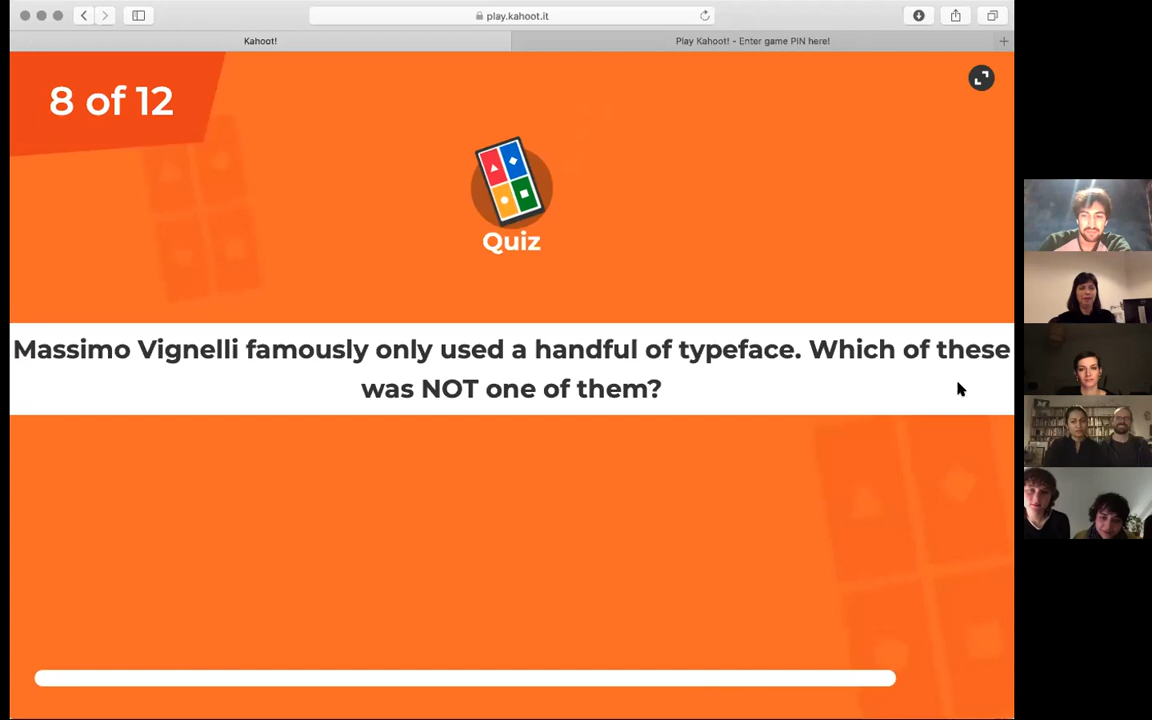 play.kahoot.it
Kahoot!
Play Kahoot! - Enter game PIN here!
8 of 12
Quiz
Massimo Vignelli famously only used a handful of typeface. Which of these
was NOT one of them?